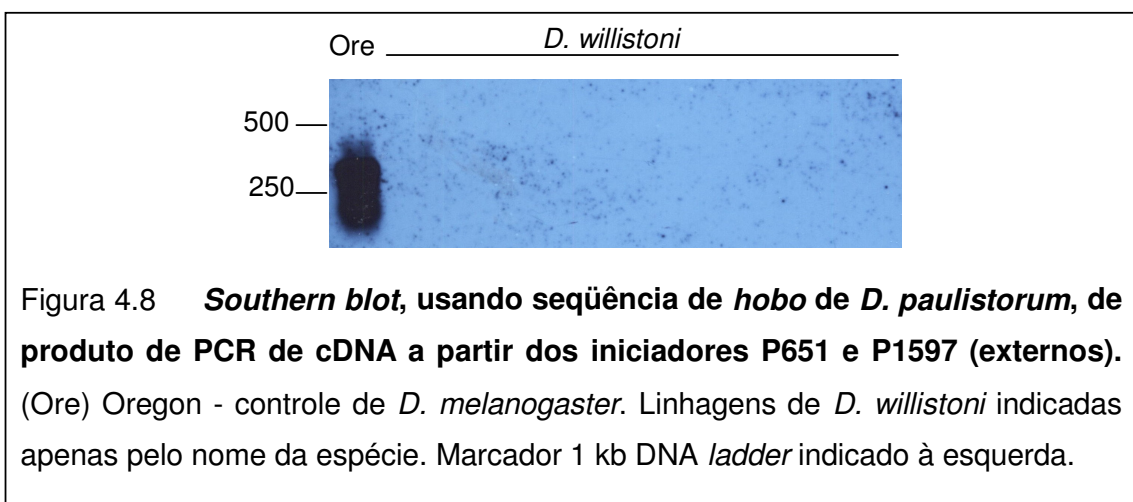 Ore D. willistoni
500
250
Figura 4.8 Southern blot, usando seqüência de hobo de D. paulistorum, de
produto de PCR de cDNA a partir dos iniciadores P651 e P1597 (externos).
(Ore) Oregon - controle de D. melanogaster. Linhagens de D. willistoni indicadas
apenas pelo nome da espécie. Marcador 1 kb DNA ladder indicado à esquerda.